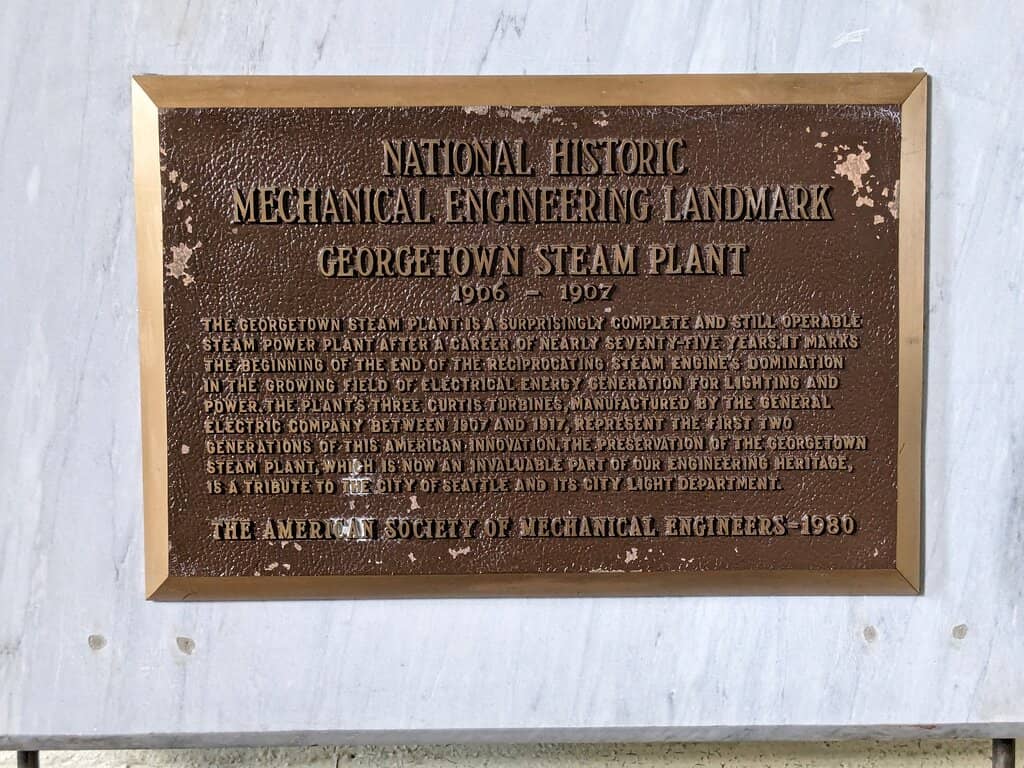 NATIONAL HISTORIC
MECHANICAL ENGINEERING LANDMARK
GEORGETOWN STEAM PLANT
1906 - 1907
THE GEORGETOWN STEAM PLANT IS A SURPRISINGLY COMPLETE AND STILL OPERABLE
STEAM POWER PLANT AFTER A CAREER OF NEARLY SEVENTY-FIVE YEARS. IT MARKS
THE BEGINNING OF THE END OF THE RECIPROCATING STEAM ENGINE'S DOMINATION
IN THE GROWING FIELD OF ELECTRICAL ENERGY GENERATION FOR LIGHTING AND
POWER. THE PLANT'S THREE CURTIS TURBINES, MANUFACTURED BY THE GENERAL
ELECTRIC COMPANY BETWEEN 1907 AND 1917, REPRESENT THE FIRST TWO
GENERATIONS OF THIS AMERICAN INNOVATION. THE PRESERVATION OF THE GEORGETOWN
STEAM PLANT, WHICH IS NOW AN INVALUABLE PART OF OUR ENGINEERING HERITAGE,
IS A TRIBUTE TO THE CITY OF SEATTLE AND ITS CITY LIGHT DEPARTMENT.
THE AMERICAN SOCIETY OF MECHANICAL ENGINEERS-1980